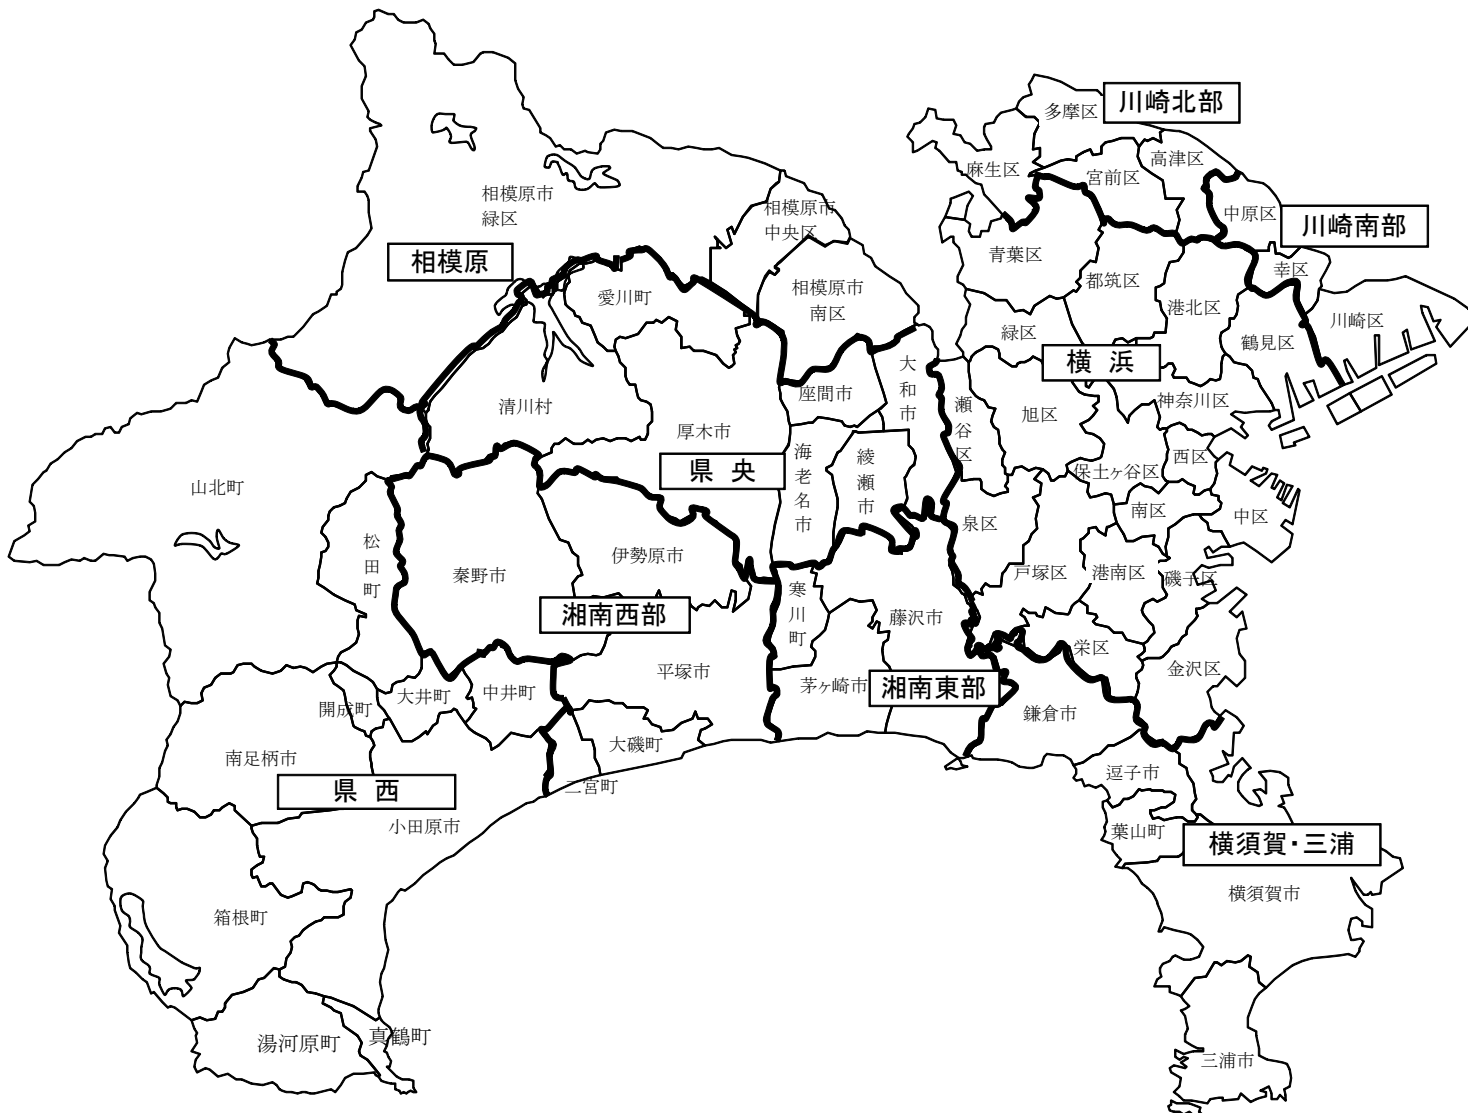 川崎北部
多摩区
高津区
麻生区
宮前区
相模原市
緑区
相模原市
中央区
中原区
川崎南部
相模原
青葉区
幸区
愛川町
都筑区
相模原市
南区
港北区
川崎区
緑区
鶴見区
横 浜
大和市
座間市
瀬谷区
旭区
神奈川区
清川村
厚木市
県 央
海老名市
綾瀬市
保土ヶ谷区
西区
山北町
南区
中区
泉区
松田町
秦野市
伊勢原市
戸塚区
港南区
磯子区
湘南西部
寒川町
藤沢市
栄区
金沢区
平塚市
茅ヶ崎市
湘南東部
大井町
中井町
開成町
鎌倉市
南足柄市
大磯町
逗子市
県 西
二宮町
小田原市
葉山町
横須賀・三浦
横須賀市
箱根町
湯河原町
真鶴町
三浦市